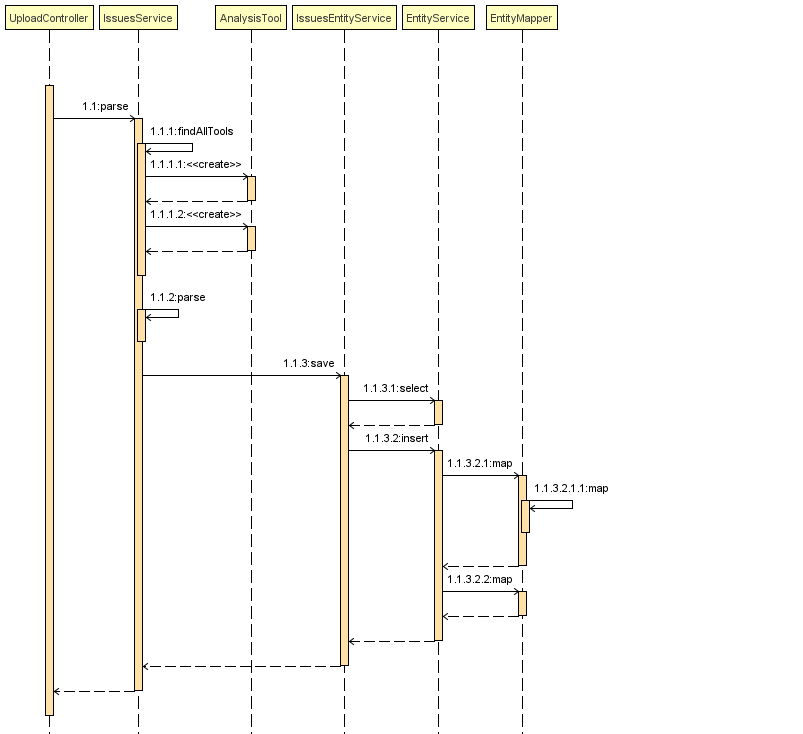 UploadController
IssuesService
AnalysisTool
IssuesEntityService
EntityService
EntityMapper
1.1:parse
1.1.1:findAllTools
1.1.1.1:<<create>>
1.1.1.2:<<create>>
1.1.2:parse
1.1.3:save
1.1.3.1:select
1.1.3.2:insert
1.1.3.2.1:map
1.1.3.2.1.1:map
1.1.3.2.2:map